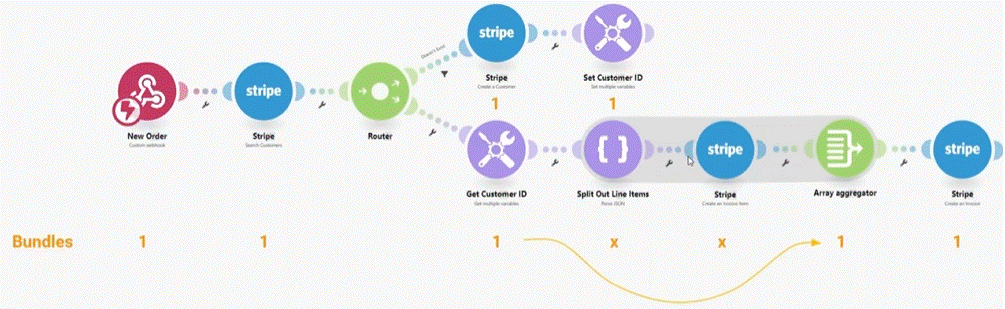 stripe
Stripe
Create a Customer
1
Set Customer ID
Set multiple variables
1
Doesn't Exist
New Order
Custom webhook
stripe
Stripe
Search Customers
Router
Get Customer ID
Get multiple variables
Split Out Line Items
Parse JSON
stripe
Stripe
Create an Invoice Item
Array aggregator
stripe
Stripe
Create an Invoice
Bundles 1 1 1 x x 1 1